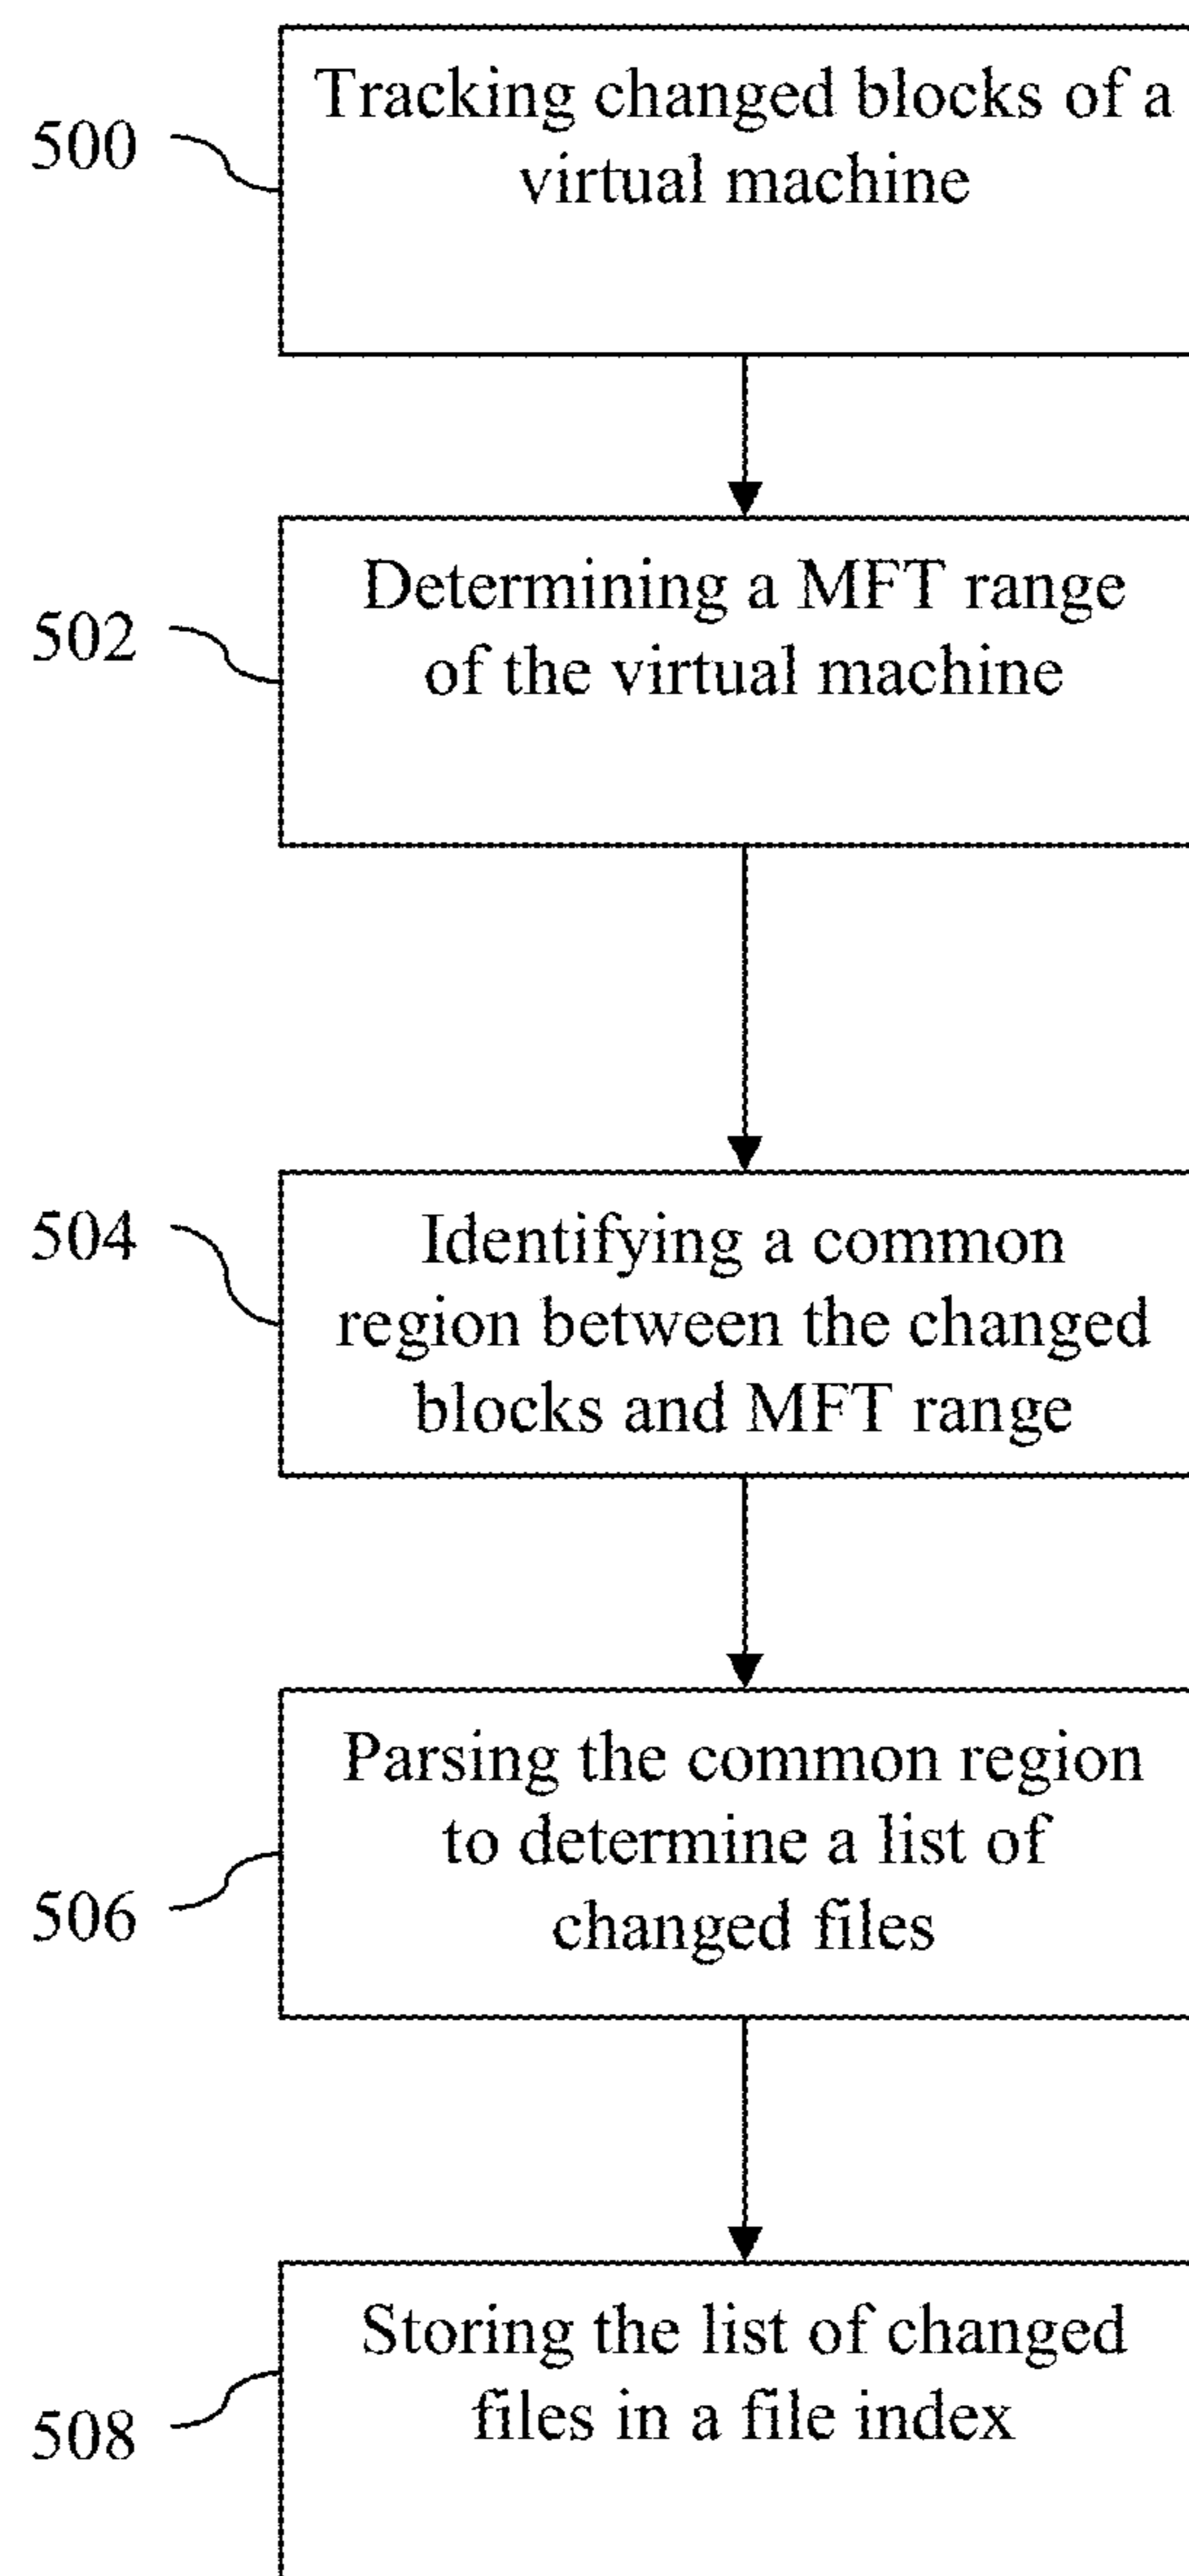 500
Tracking changed blocks of a
virtual machine
502
Determining a MFT range
of the virtual machine
504
Identifying a common
region between the changed
blocks and MFT range
506
Parsing the common region
to determine a list of
changed files
508
Storing the list of changed
files in a file index